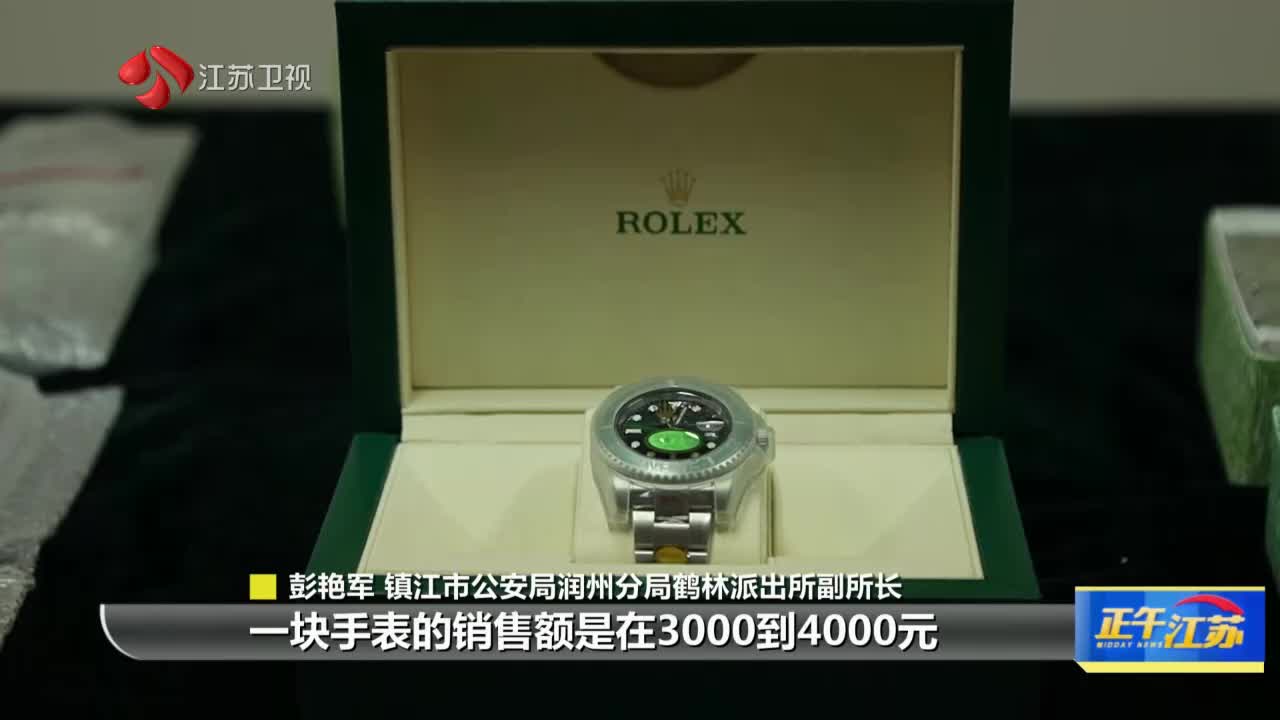 江苏卫视
ROLEX
彭艳军 镇江市公安局润州分局鹤林派出所副所长
一块手表的销售额是在3000到4000元
正午江苏
MIDDAY NEWS